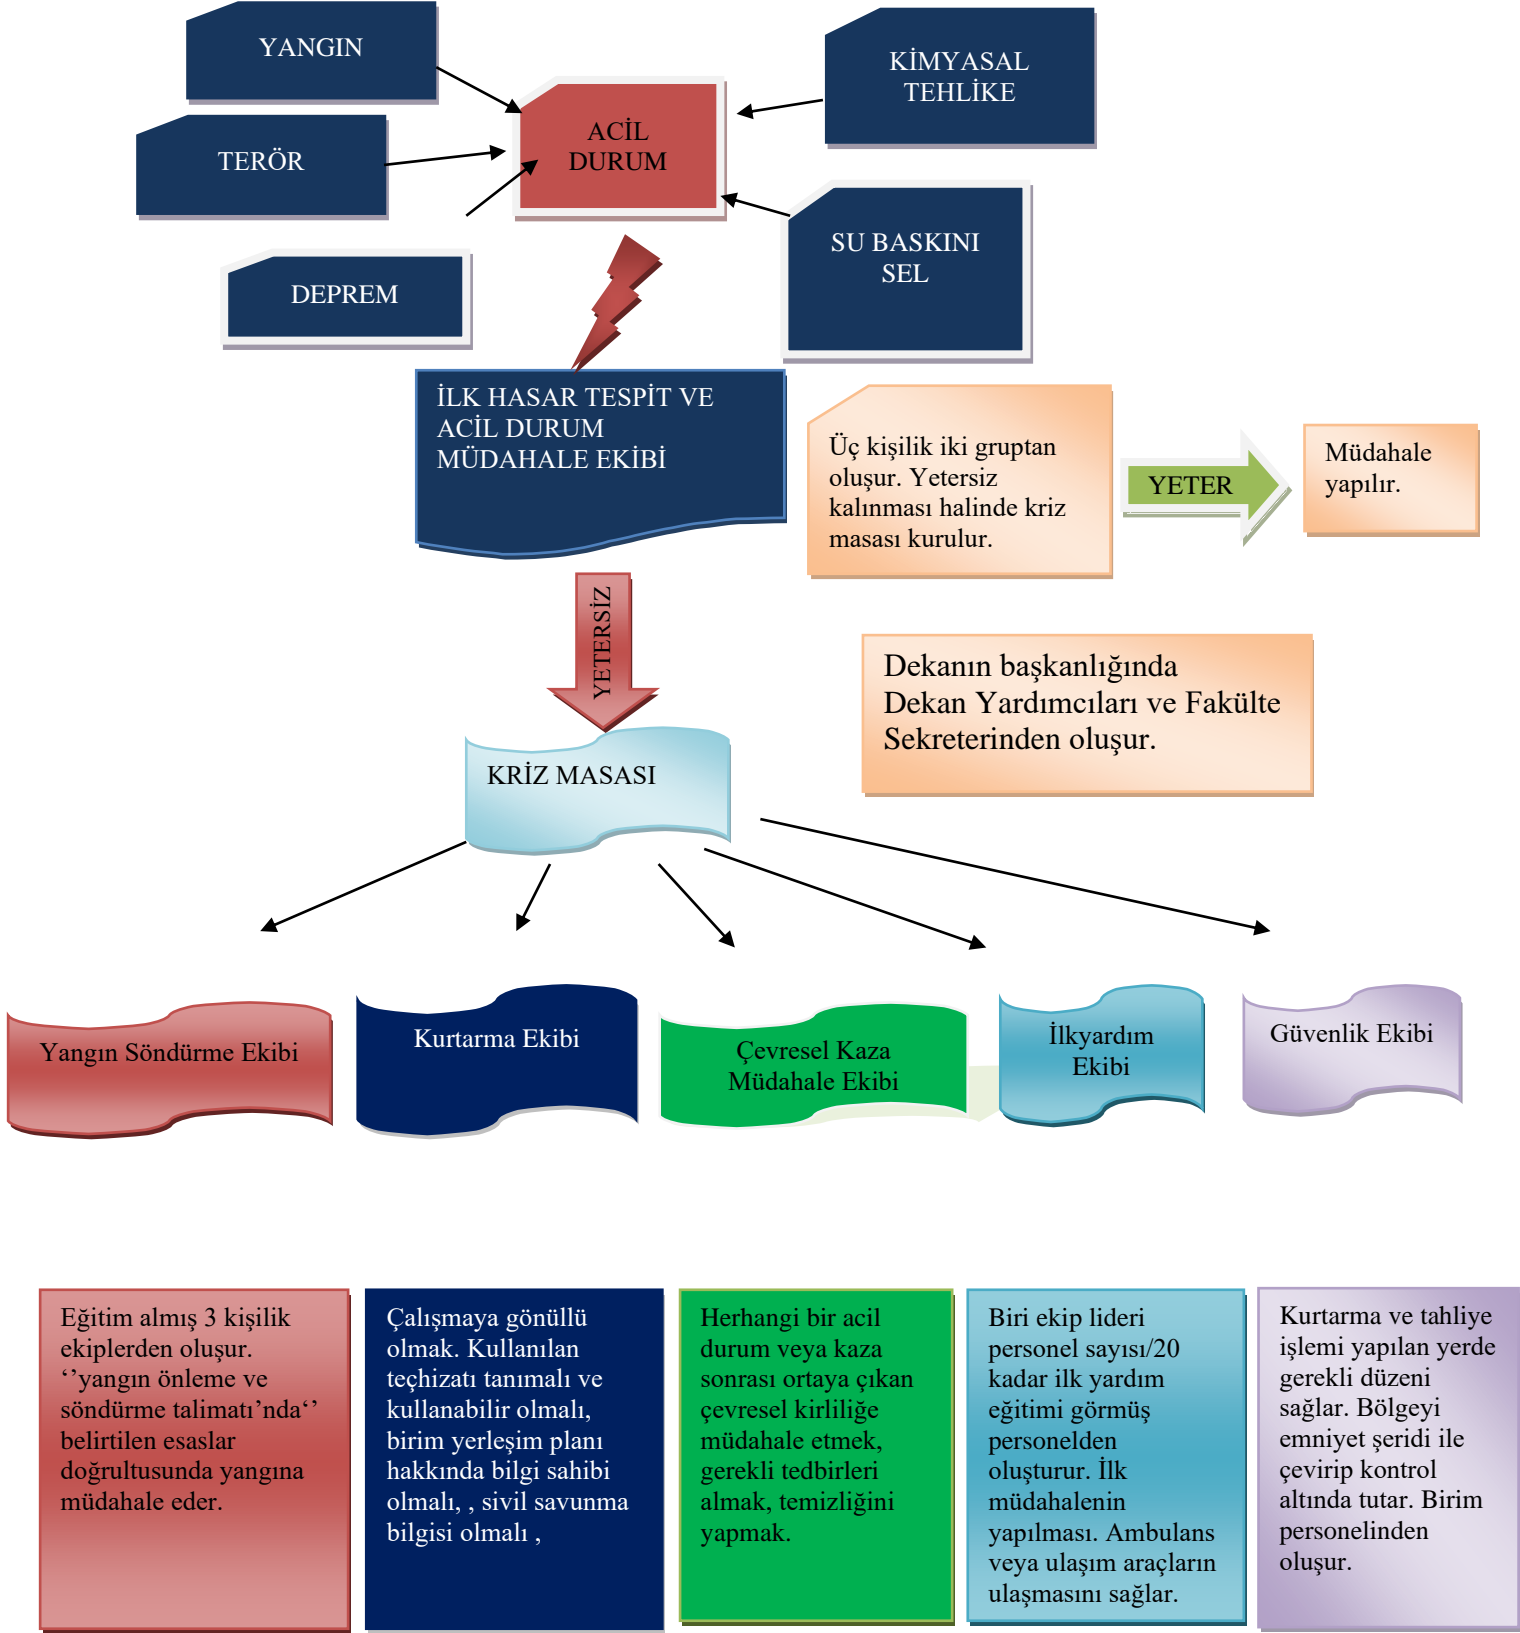 YANGIN
KİMYASAL
TEHLİKE
ACİL
DURUM
TERÖR
SU BASKINI
SEL
DEPREM
İLK HASAR TESPİT VE
ACİL DURUM
MÜDAHALE EKİBİ
Üç kişilik iki gruptan
oluşur. Yetersiz
kalınması halinde kriz
masası kurulur.
YETER
Müdahale
yapılır.
YETERSİZ
Dekanın başkanlığında
Dekan Yardımcıları ve Fakülte
Sekreterinden oluşur.
KRİZ MASASI
Yangın Söndürme Ekibi
Kurtarma Ekibi
Çevresel Kaza
Müdahale Ekibi
İlkyardım
Ekibi
Güvenlik Ekibi
Eğitim almış 3 kişilik
ekiplerden oluşur.
‘’yangın önleme ve
söndürme talimatı’nda‘’
belirtilen esaslar
doğrultusunda yangına
müdahale eder.
Çalışmaya gönüllü
olmak. Kullanılan
teçhizatı tanımalı ve
kullanabilir olmalı,
birim yerleşim planı
hakkında bilgi sahibi
olmalı, , sivil savunma
bilgisi olmalı ,
Herhangi bir acil
durum veya kaza
sonrası ortaya çıkan
çevresel kirliliğe
müdahale etmek,
gerekli tedbirleri
almak, temizliğini
yapmak.
Biri ekip lideri
personel sayısı/20
kadar ilk yardım
eğitimi görmüş
personelden
oluşturur. İlk
müdahalenin
yapılması. Ambulans
veya ulaşım araçların
ulaşmasını sağlar.
Kurtarma ve tahliye
işlemi yapılan yerde
gerekli düzeni
sağlar. Bölgeyi
emniyet şeridi ile
çevirip kontrol
altında tutar. Birim
personelinden
oluşur.